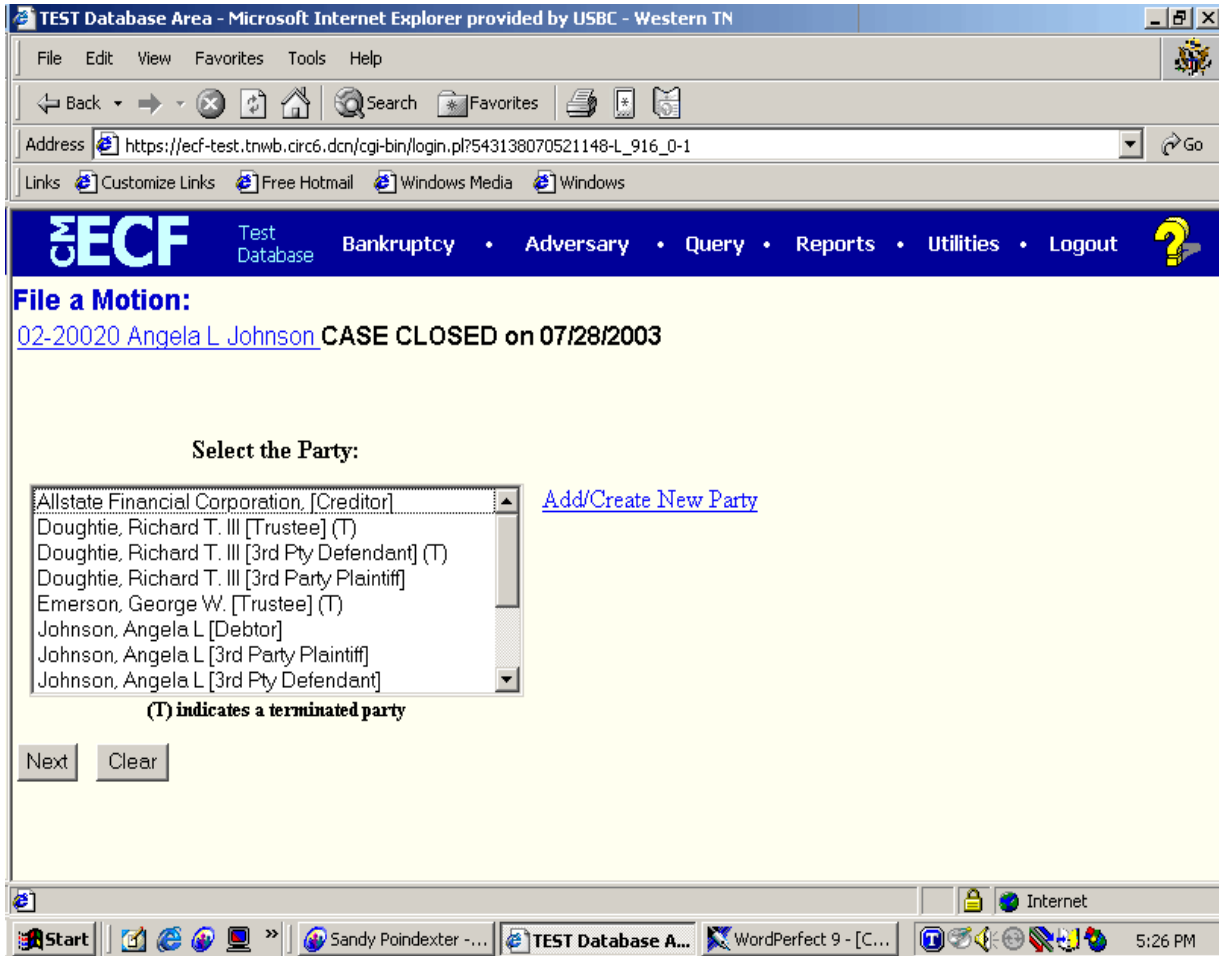 TEST Database Area - Microsoft Internet Explorer provided by USBC - Western TN
File Edit View Favorites Tools Help
Back Search Favorites
Address https://ecf-test.tnwb.circ6.dcn/cgi-bin/login.pl?543138070521148-L_916_0-1 Go
Links Customize Links Free Hotmail Windows Media Windows
CM ECF Test Database Bankruptcy • Adversary • Query • Reports • Utilities • Logout ?
File a Motion:
02-20020 Angela L Johnson CASE CLOSED on 07/28/2003
Select the Party:
Allstate Financial Corporation, [Creditor]
Doughtie, Richard T. III [Trustee] (T)
Doughtie, Richard T. III [3rd Pty Defendant] (T)
Doughtie, Richard T. III [3rd Party Plaintiff]
Emerson, George W. [Trustee] (T)
Johnson, Angela L [Debtor]
Johnson, Angela L [3rd Party Plaintiff]
Johnson, Angela L [3rd Pty Defendant]
Add/Create New Party
(T) indicates a terminated party
Next Clear
Internet
Start » Sandy Poindexter -... TEST Database A... WordPerfect 9 - [C... 5:26 PM